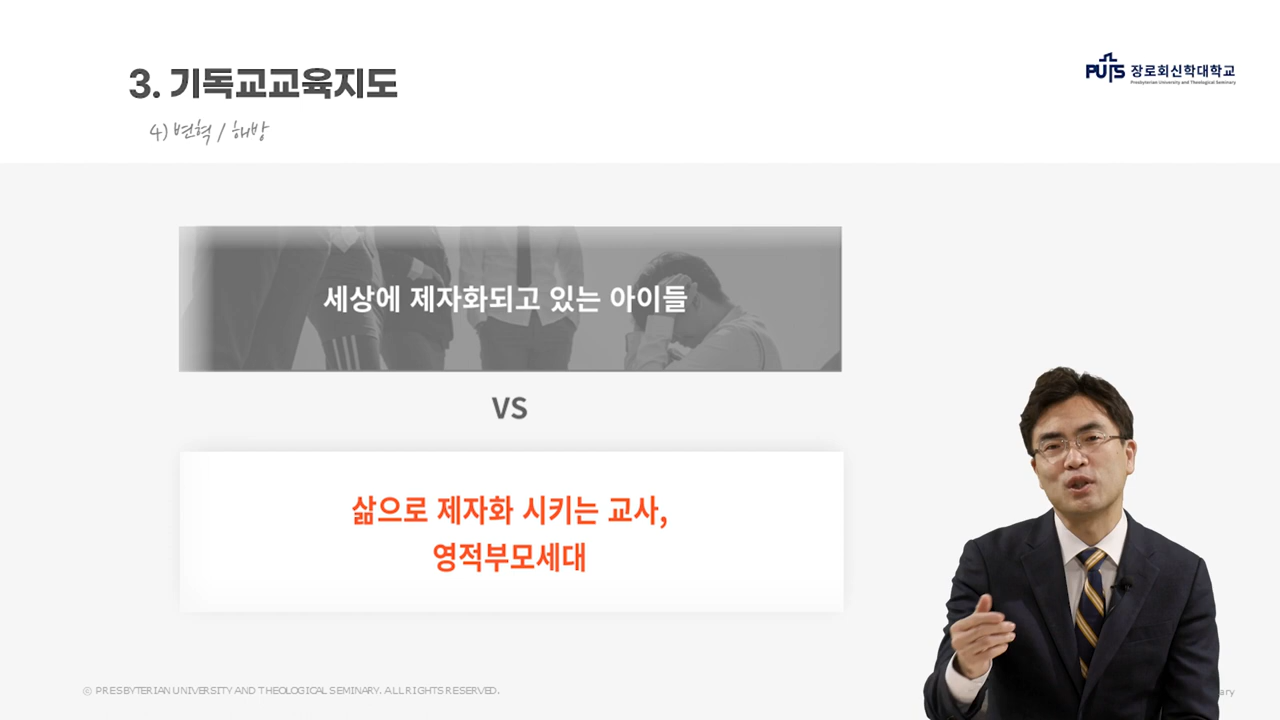 3. 기독교교육지도
4) 변혁 / 해방
PUTS 장로회신학대학교
Presbyterian University and Theological Seminary
세상에 제자화되고 있는 아이들
VS
삶으로 제자화 시키는 교사,
영적부모세대
© PRESBYTERIAN UNIVERSITY AND THEOLOGICAL SEMINARY. ALL RIGHTS RESERVED.